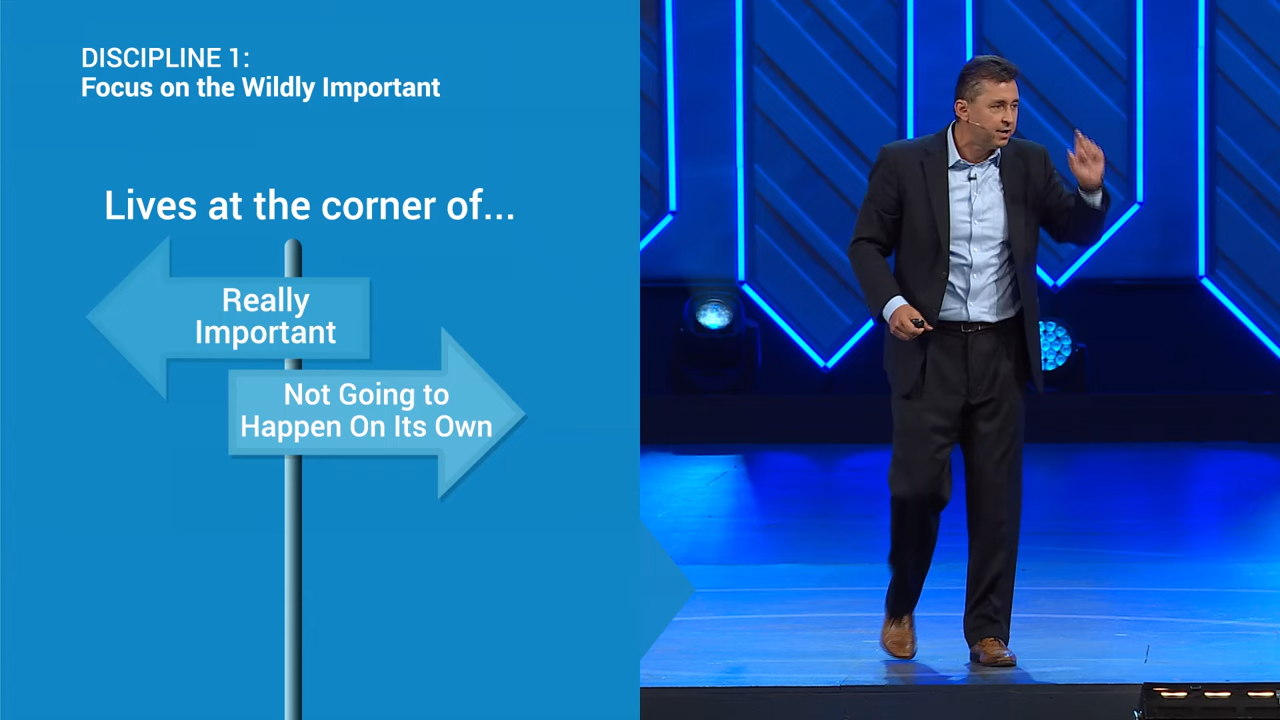 DISCIPLINE 1:
Focus on the Wildly Important
Lives at the corner of...
Really
Important
Not Going to
Happen On Its Own